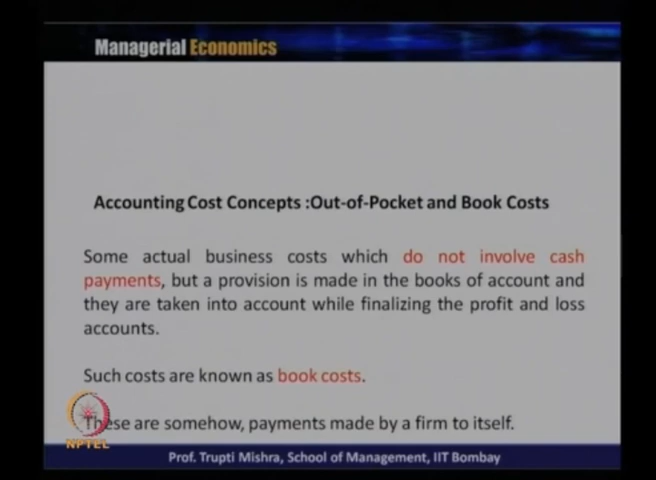 Managerial Economics
Accounting Cost Concepts :Out-of-Pocket and Book Costs
Some actual business costs which do not involve cash
payments, but a provision is made in the books of account and
they are taken into account while finalizing the profit and loss
accounts.
Such costs are known as book costs.
These are somehow, payments made by a firm to itself.
NPTEL
Prof. Trupti Mishra, School of Management, IIT Bombay